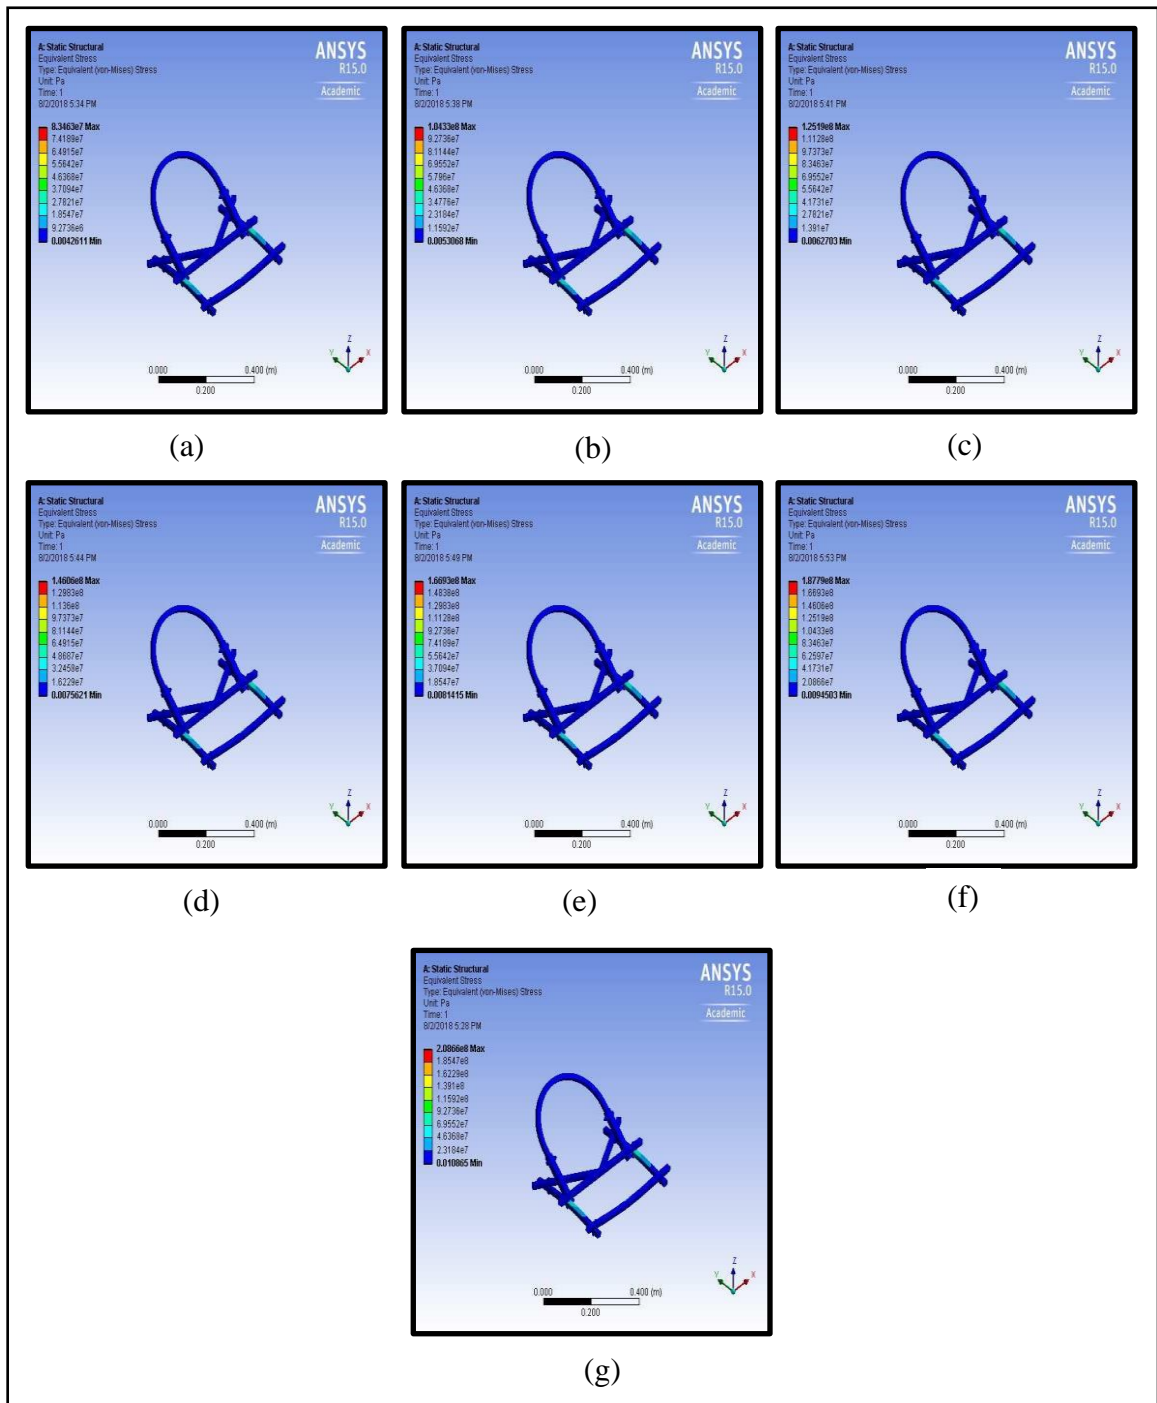 A: Static Structural
Equivalent Stress
Type: Equivalent (von-Mises) Stress
Unit: Pa
Time: 1
8/2/2018 5:34 PM
ANSYS
R15.0
Academic
8.3463e7 Max
7.4189e7
6.4915e7
5.5642e7
4.6368e7
3.7094e7
2.7821e7
1.8547e7
9.2736e6
0.0042611 Min
Z
Y
X
0.000
0.400 (m)
0.200
(a)
A: Static Structural
Equivalent Stress
Type: Equivalent (von-Mises) Stress
Unit: Pa
Time: 1
8/2/2018 5:38 PM
ANSYS
R15.0
Academic
1.0433e8 Max
9.2736e7
8.1144e7
6.9552e7
5.796e7
4.6368e7
3.4776e7
2.3184e7
1.1592e7
0.0053068 Min
Z
Y
X
0.000
0.400 (m)
0.200
(b)
A: Static Structural
Equivalent Stress
Type: Equivalent (von-Mises) Stress
Unit: Pa
Time: 1
8/2/2018 5:41 PM
ANSYS
R15.0
Academic
1.2519e8 Max
1.1128e8
9.7373e7
8.3463e7
6.9552e7
5.5642e7
4.1731e7
2.7821e7
1.391e7
0.0062703 Min
Z
Y
X
0.000
0.400 (m)
0.200
(c)
A: Static Structural
Equivalent Stress
Type: Equivalent (von-Mises) Stress
Unit: Pa
Time: 1
8/2/2018 5:44 PM
ANSYS
R15.0
Academic
1.4606e8 Max
1.2983e8
1.136e8
9.7373e7
8.1144e7
6.4915e7
4.8687e7
3.2458e7
1.6229e7
0.0075621 Min
Z
Y
X
0.000
0.400 (m)
0.200
(d)
A: Static Structural
Equivalent Stress
Type: Equivalent (von-Mises) Stress
Unit: Pa
Time: 1
8/2/2018 5:49 PM
ANSYS
R15.0
Academic
1.6693e8 Max
1.4838e8
1.2983e8
1.1128e8
9.2736e7
7.4189e7
5.5642e7
3.7094e7
1.8547e7
0.0081415 Min
Z
Y
X
0.000
0.400 (m)
0.200
(e)
A: Static Structural
Equivalent Stress
Type: Equivalent (von-Mises) Stress
Unit: Pa
Time: 1
8/2/2018 5:53 PM
ANSYS
R15.0
Academic
1.8779e8 Max
1.6693e8
1.4606e8
1.2519e8
1.0433e8
8.3463e7
6.2597e7
4.1731e7
2.0866e7
0.0094503 Min
Z
Y
X
0.000
0.400 (m)
0.200
(f)
A: Static Structural
Equivalent Stress
Type: Equivalent (von-Mises) Stress
Unit: Pa
Time: 1
8/2/2018 5:28 PM
ANSYS
R15.0
Academic
2.0866e8 Max
1.8547e8
1.6229e8
1.391e8
1.1592e8
9.2736e7
6.9552e7
4.6368e7
2.3184e7
0.010865 Min
Z
Y
X
0.000
0.400 (m)
0.200
(g)